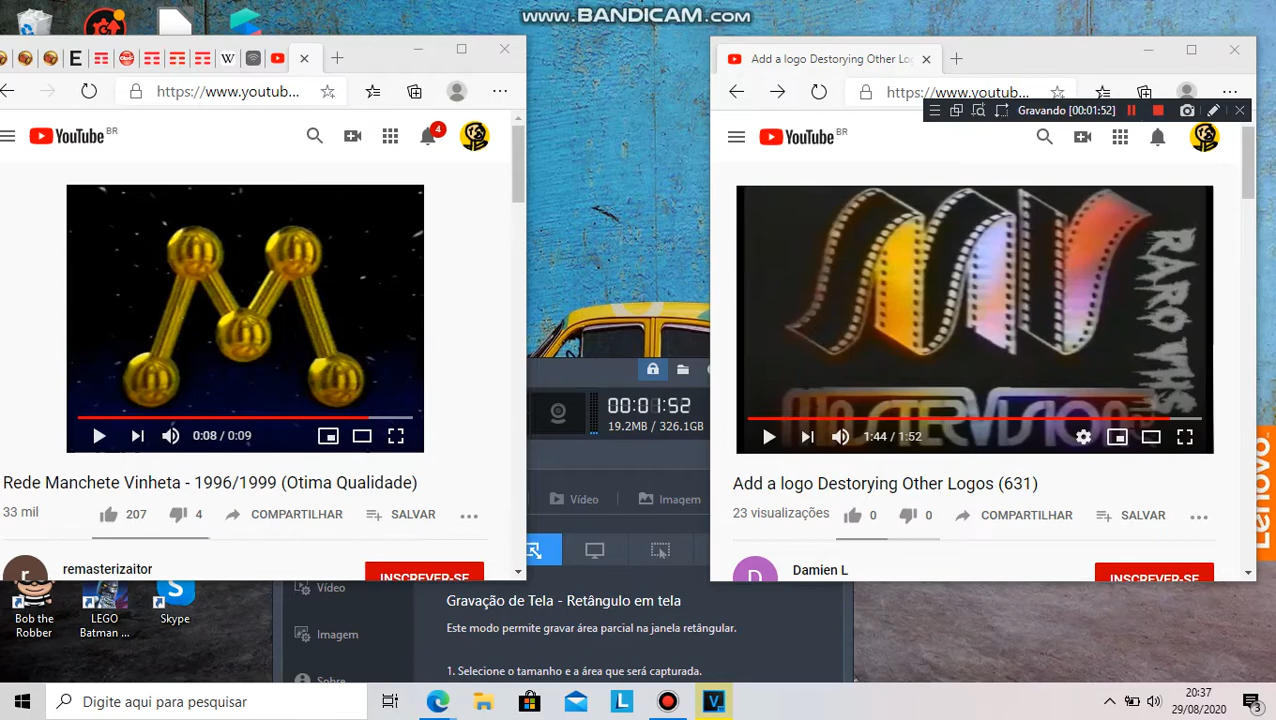 www.BANDICAM.com
https://www.youtub...
YouTube BR
4
0:08 / 0:09
Rede Manchete Vinheta - 1996/1999 (Otima Qualidade)
33 mil
207
4
COMPARTILHAR
SALVAR
remasterizaitor
INSCREVER-SE
Add a logo Destorying Other Log
https://www.youtub...
Gravando [00:01:52]
YouTube BR
RARO VHS
1:44 / 1:52
Add a logo Destorying Other Logos (631)
23 visualizações
0
0
COMPARTILHAR
SALVAR
D
Damien L
INSCREVER-SE
00:01:52
19.2MB / 326.1GB
Vídeo
Imagem
Vídeo
Imagem
Sobre
Gravação de Tela - Retângulo em tela
Este modo permite gravar área parcial na janela retângular.
1. Selecione o tamanho e a área que será capturada.
Lenovo
Bob the
Robber
LEGO
Batman ...
Skype
Digite aqui para pesquisar
20:37
29/08/2020
3